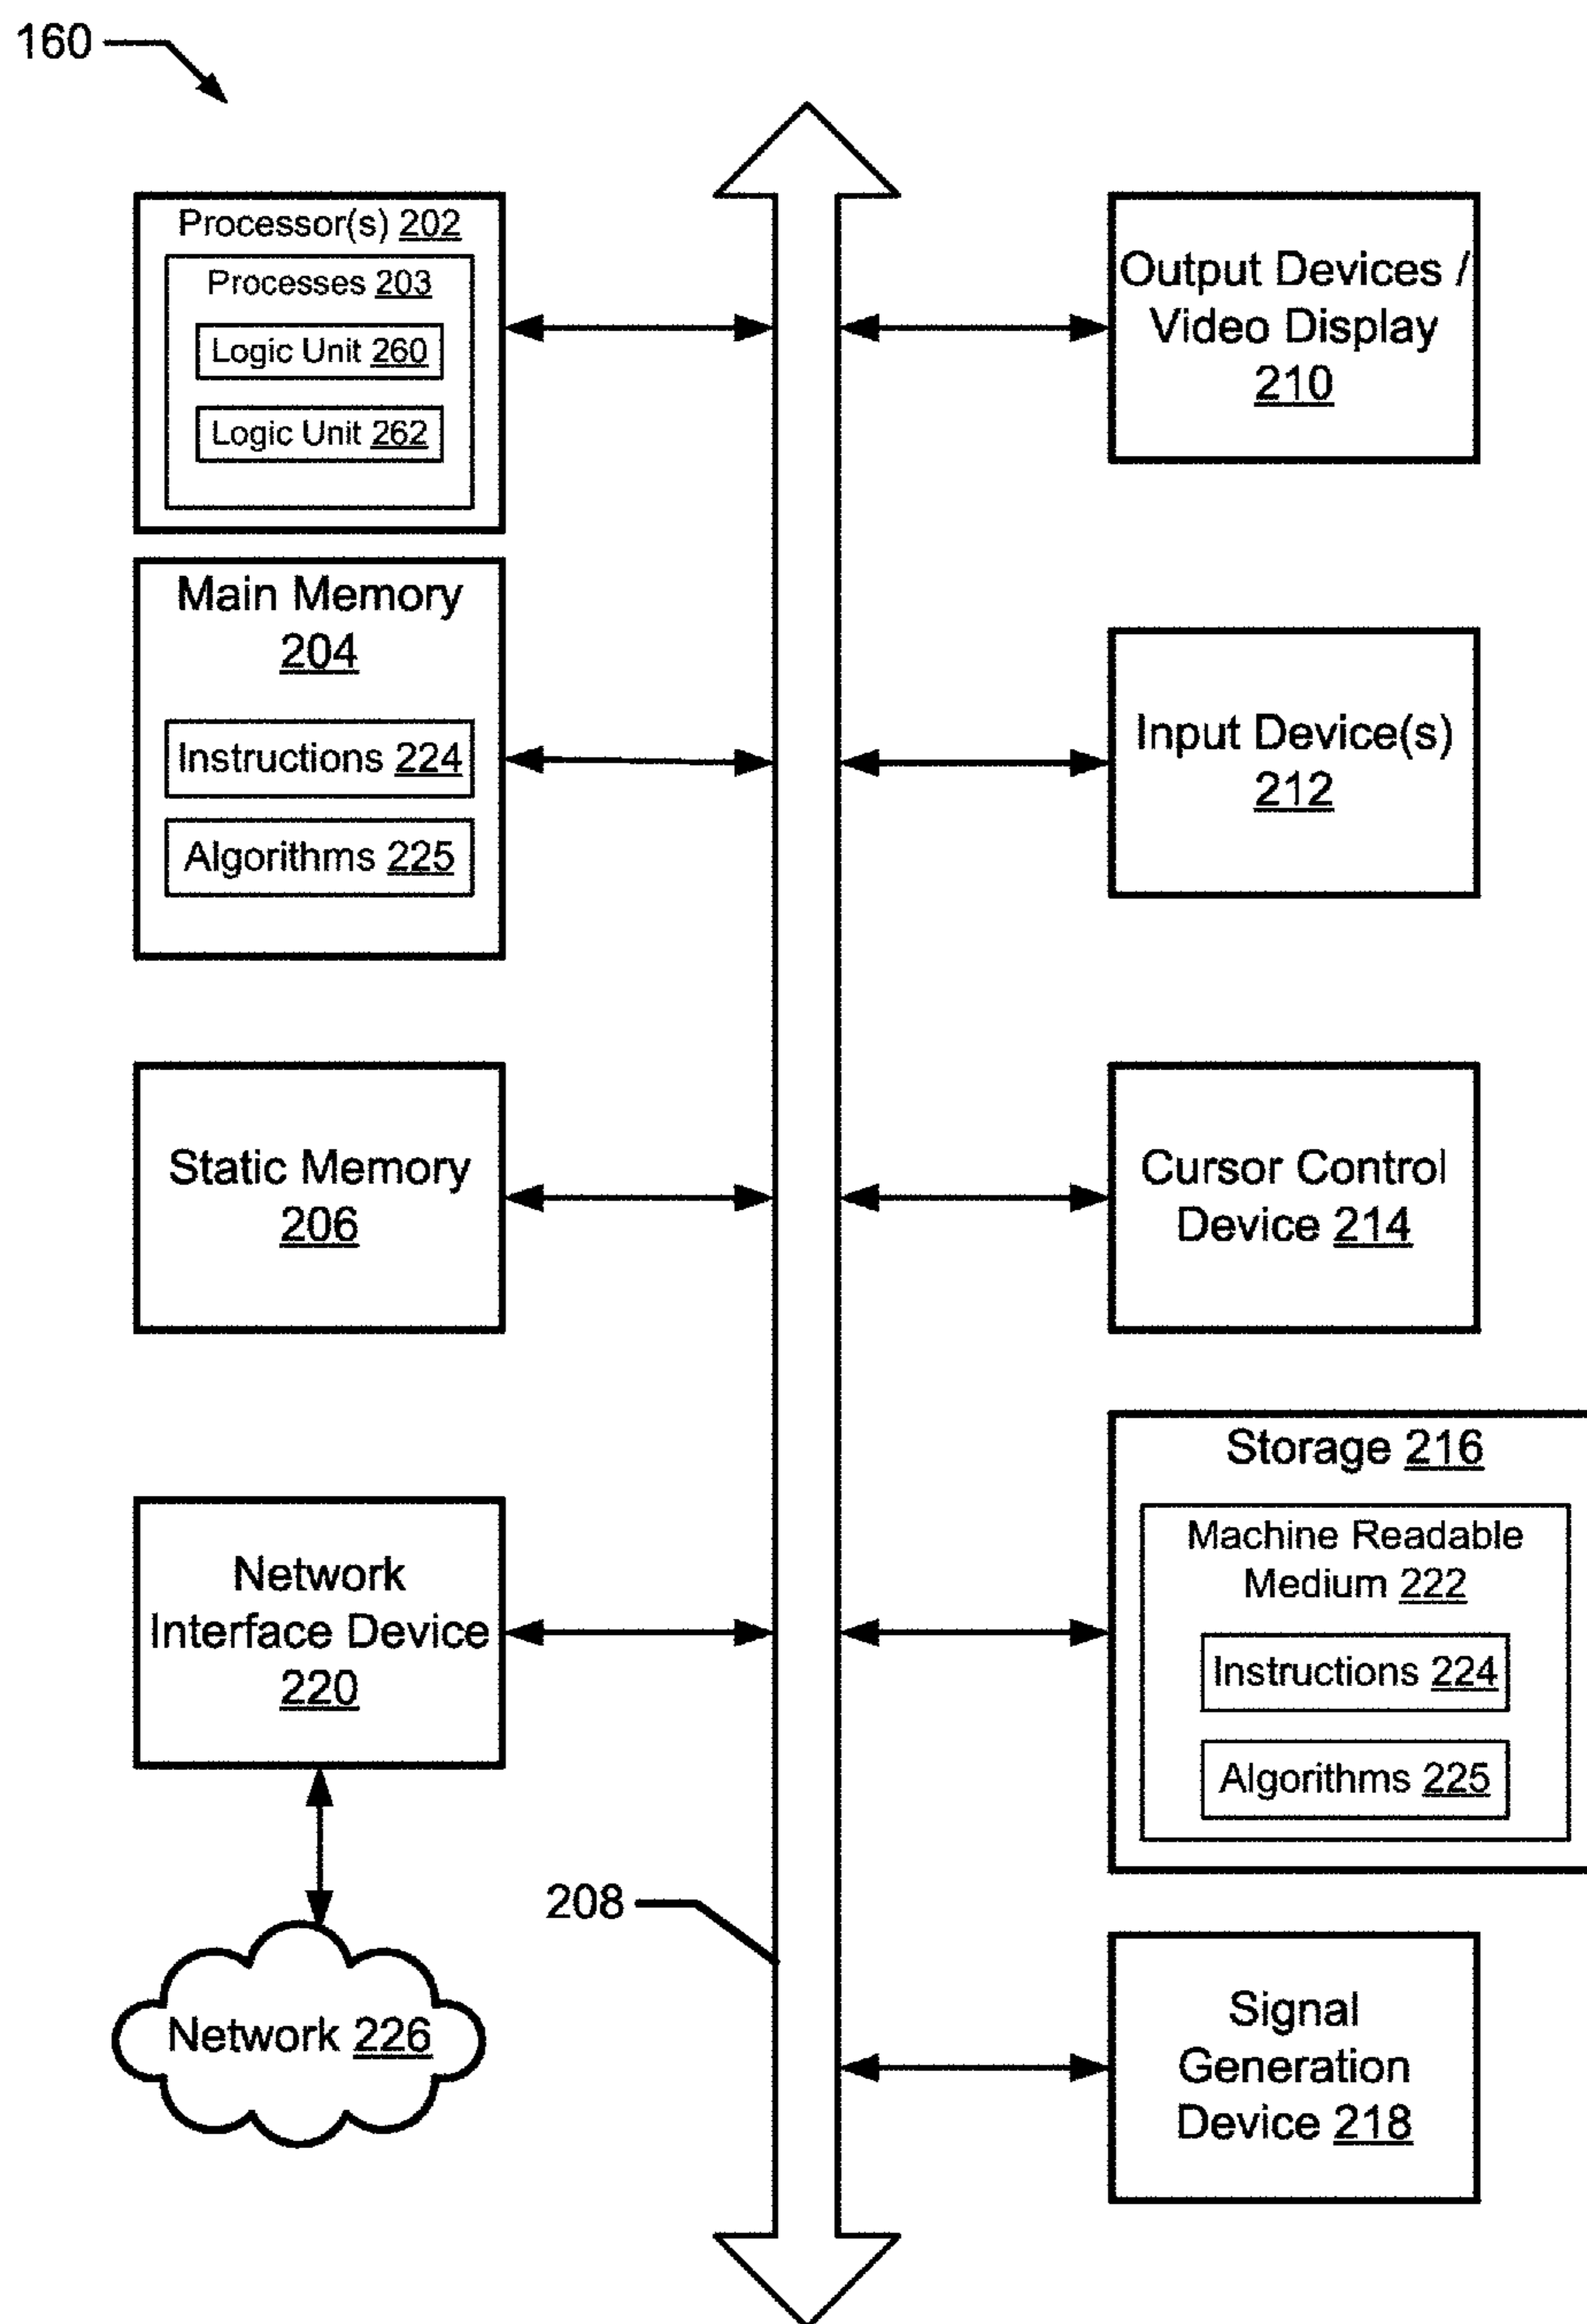 160
Processor(s) 202
Processes 203
Logic Unit 260
Logic Unit 262
Main Memory
204
Instructions 224
Algorithms 225
Static Memory
206
Network
Interface Device
220
Network 226
208
Output Devices /
Video Display
210
Input Device(s)
212
Cursor Control
Device 214
Storage 216
Machine Readable
Medium 222
Instructions 224
Algorithms 225
Signal
Generation
Device 218